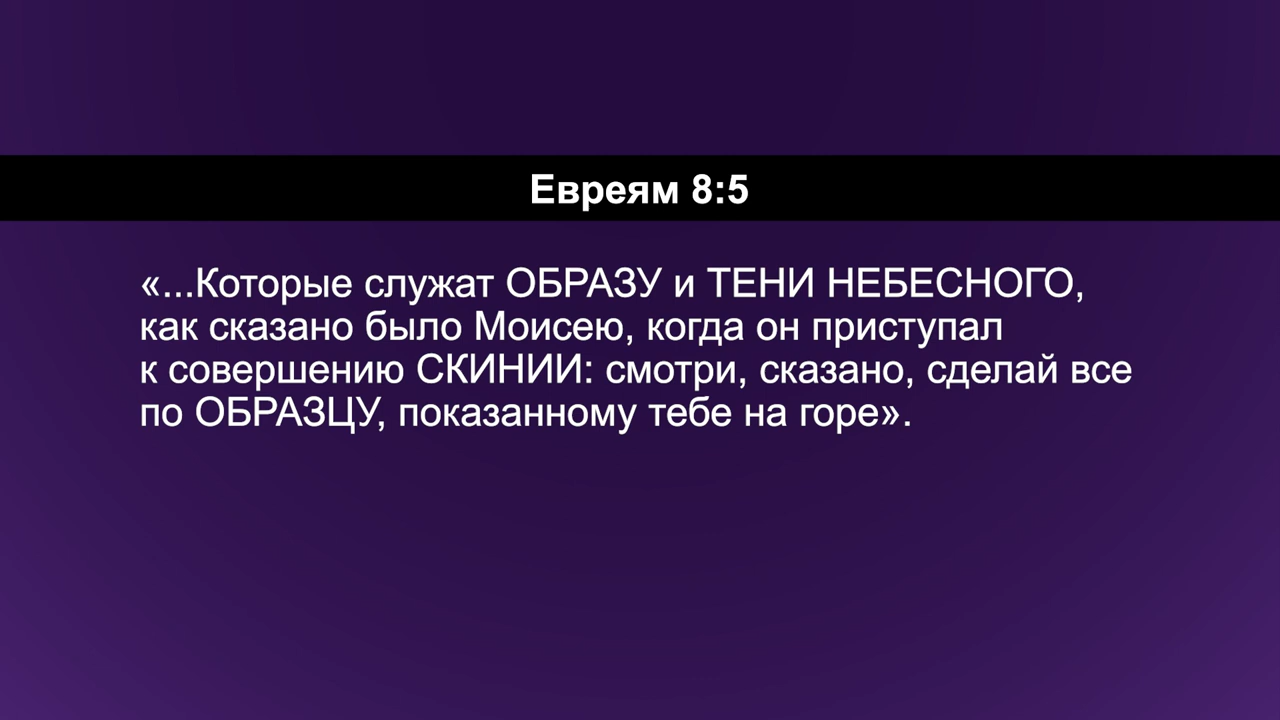 Евреям 8:5
«...Которые служат ОБРАЗУ и ТЕНИ НЕБЕСНОГО,
как сказано было Моисею, когда он приступал
к совершению СКИНИИ: смотри, сказано, сделай все
по ОБРАЗЦУ, показанному тебе на горе».